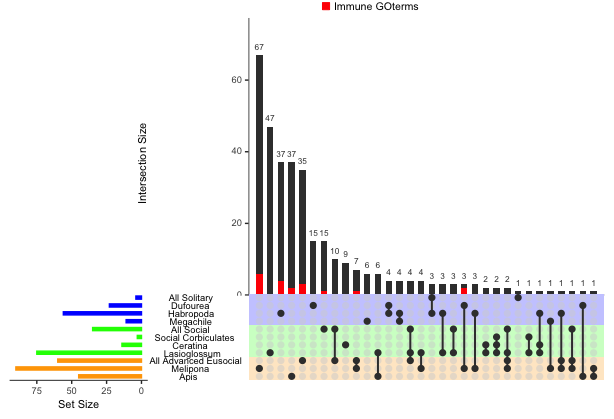 Immune GOterms
Intersection Size
60
40
20
0
67
47
37
37
35
15
15
10
9
7
6
6
4
4
4
4
3
3
3
3
3
2
2
2
1
1
1
1
1
1
1
1
All Solitary
Dufourea
Habropoda
Megachile
All Social
Social Corbiculates
Ceratina
Lasioglossum
All Advanced Eusocial
Melipona
Apis
75
50
25
0
Set Size